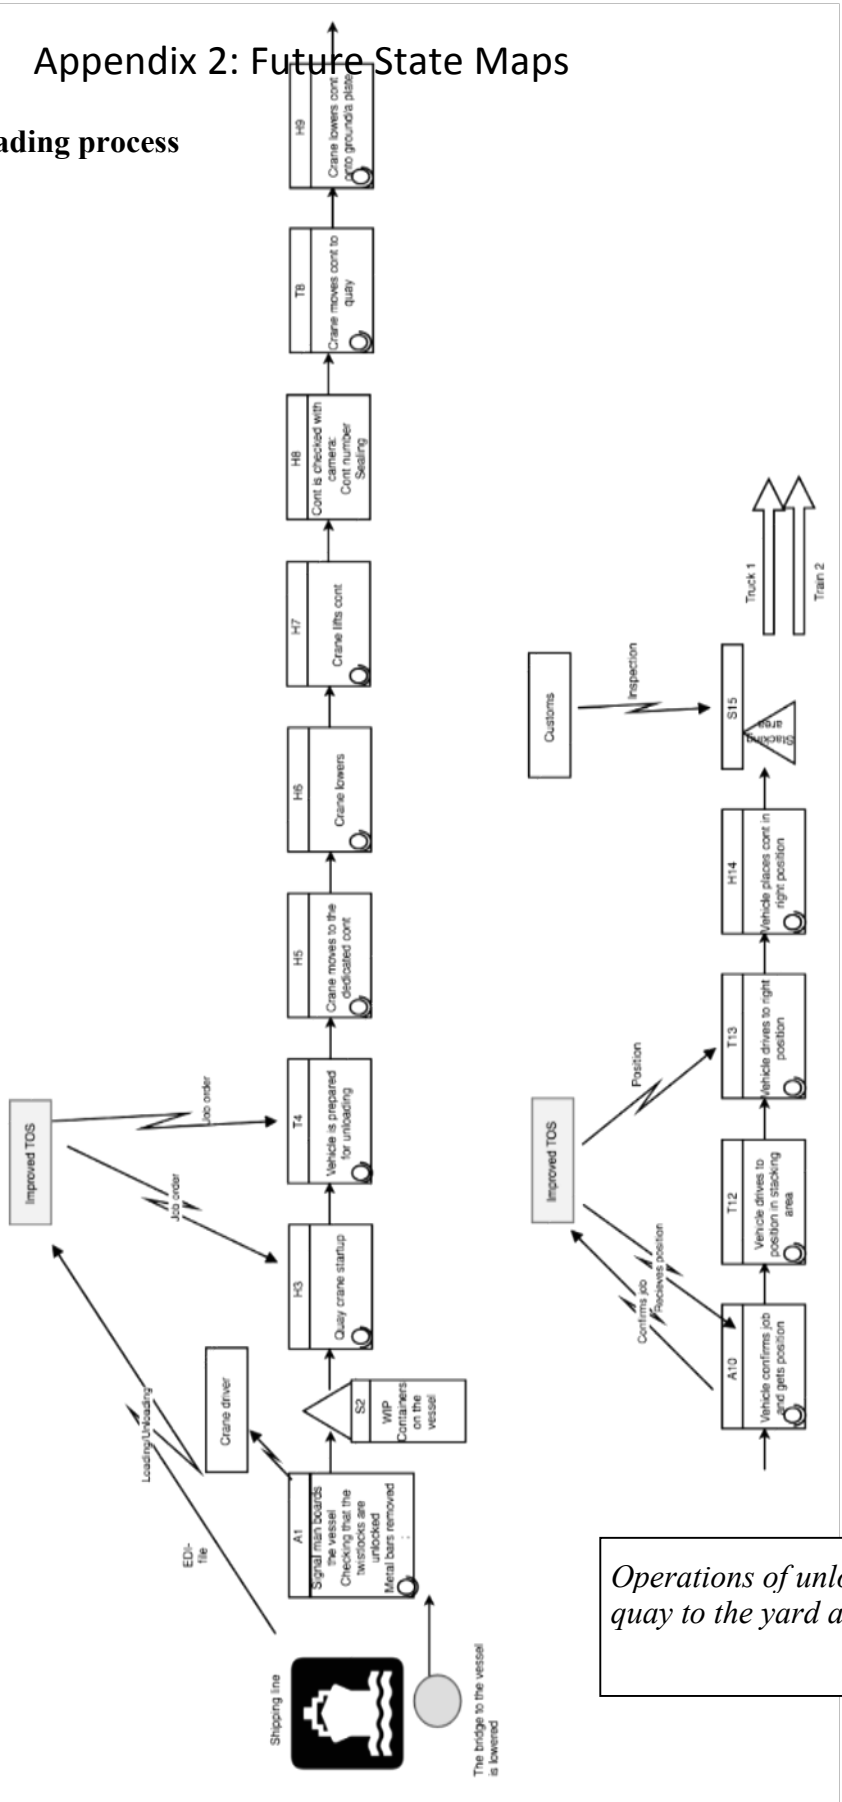 Appendix 2: Future State Maps
ading process
Shipping line
The bridge to the vessel
is lowered
EDI-
file
Loading/Unloading
Improved TOS
Job order
Job order
Crane driver
A1
Signal man boards
the vessel
Checking that the
twistlocks are
unlocked
Metal bars removed
:
S2
WIP
Containers
on the
vessel
H3
Quay crane startup
T4
Vehicle is prepared
for unloading
H5
Crane moves to the
dedicated cont
H6
Crane lowers
H7
Crane lifts cont
H8
Cont is checked with
camera:
Cont number
Sealing
T8
Crane moves cont to
quay
H9
Crane lowers cont
onto ground/a plate
A10
Vehicle confirms job
and gets position
Confirms job
Recieves position
Improved TOS
Position
T12
Vehicle drives to
position in stacking
area
T13
Vehicle drives to right
position
H14
Vehicle places cont in
right position
Customs
Inspection
S15
Stacking
area
Truck 1
Train 2
Operations of unlo
quay to the yard a